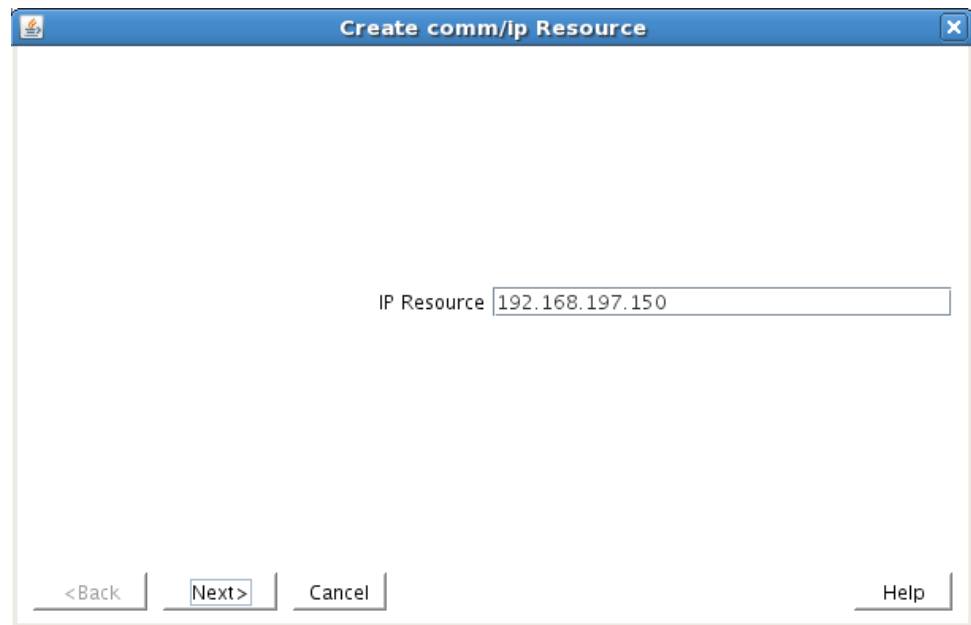 Create comm/ip Resource
IP Resource 192.168.197.150
<Back Next> Cancel Help